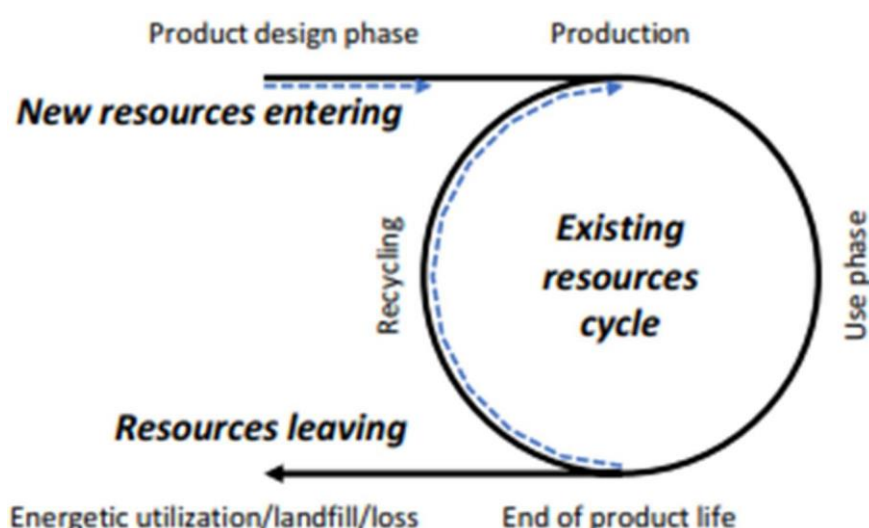 Product design phase
Production
New resources entering
Existing
resources
cycle
Recycling
Use phase
Resources leaving
Energetic utilization/landfill/loss
End of product life